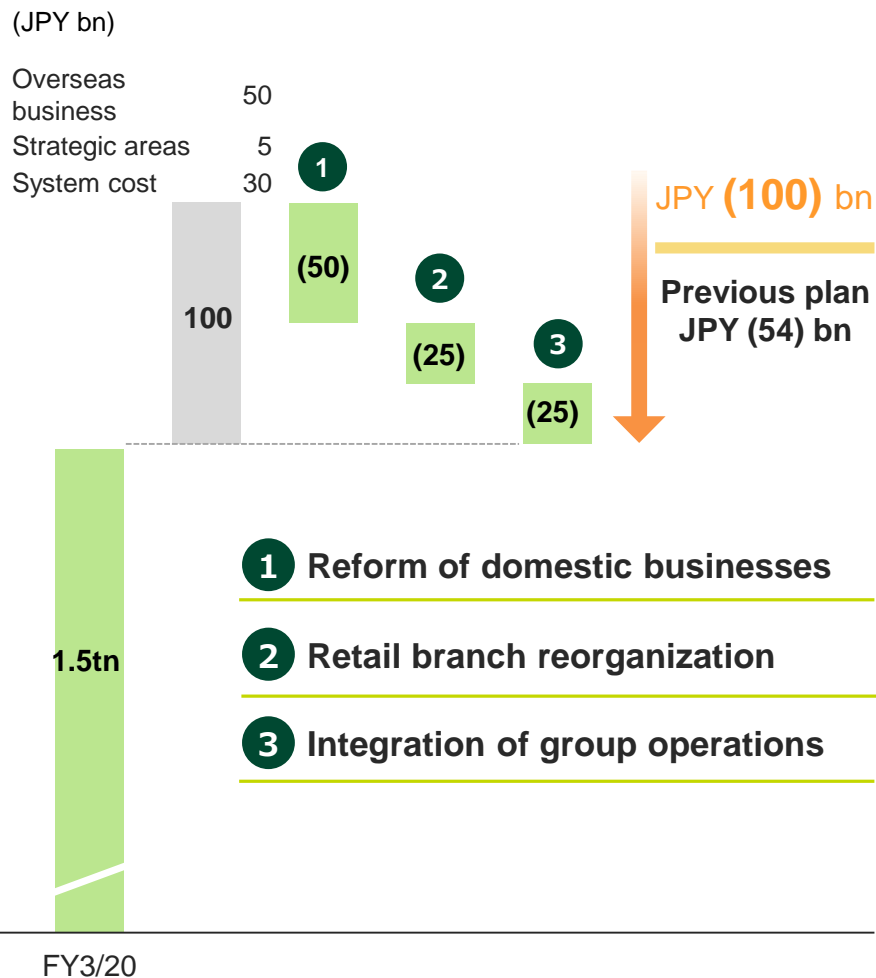 (JPY bn)
Overseas
business 50
Strategic areas 5
System cost 30
1
(50)
2
100
(25)
3
(25)
JPY (100) bn
Previous plan
JPY (54) bn
1 Reform of domestic businesses
1.5tn
2 Retail branch reorganization
3 Integration of group operations
FY3/20